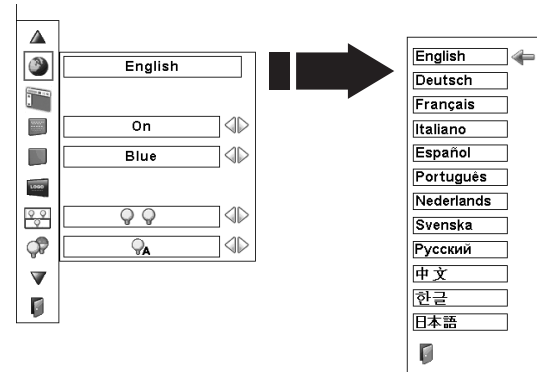 English
On
Blue
LOGO
A
English
Deutsch
Français
Italiano
Español
Português
Nederlands
Svenska
Русский
中文
한글
日本語